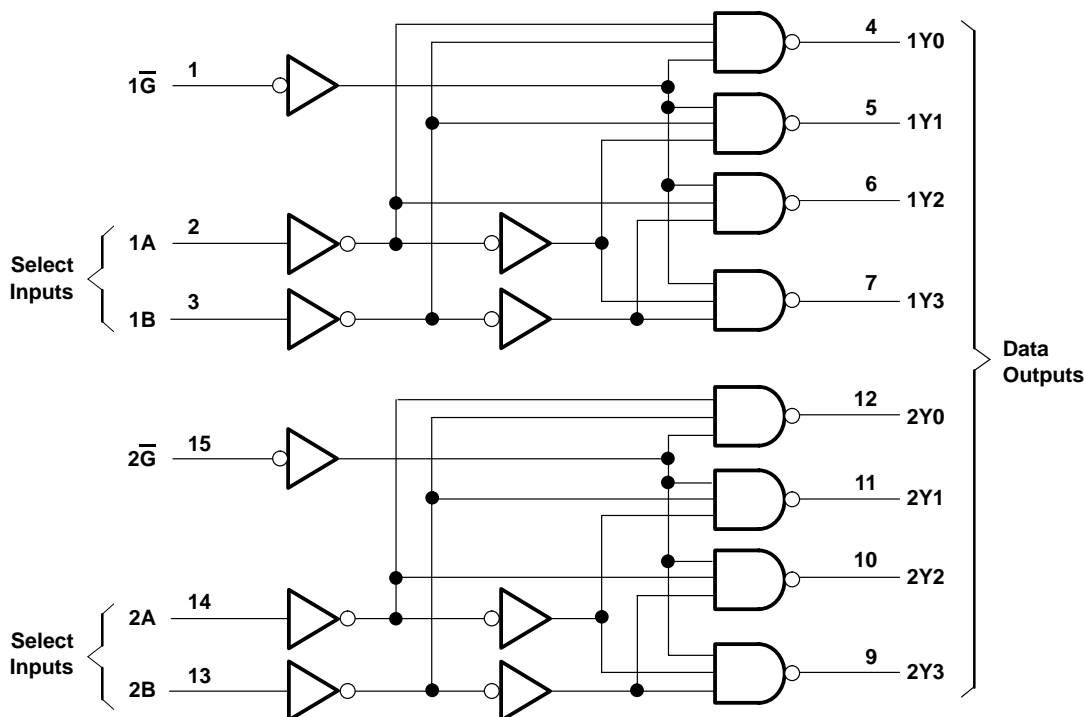 4
1Y0
1
1G̅
5
1Y1
6
1Y2
2
1A
Select
Inputs
3
1B
7
1Y3
Data
Outputs
12
2Y0
15
2G̅
11
2Y1
10
2Y2
14
2A
Select
Inputs
13
2B
9
2Y3